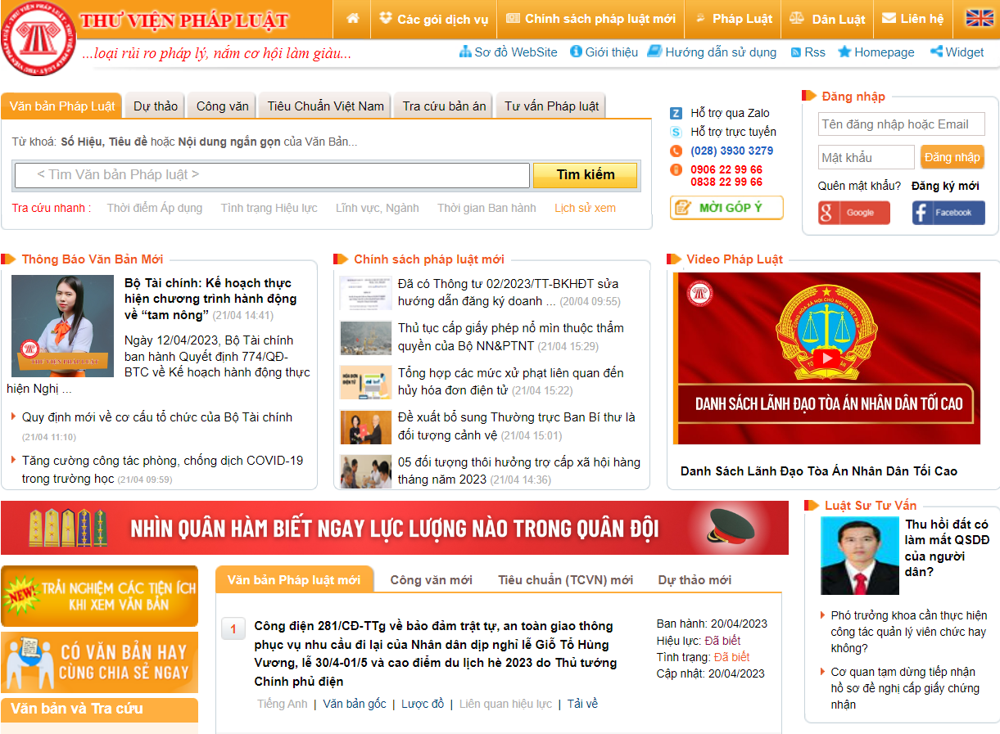 THƯ VIỆN PHÁP LUẬT
...loại rủi ro pháp lý, nắm cơ hội làm giàu...
Các gói dịch vụ
Chính sách pháp luật mới
Pháp Luật
Dân Luật
Liên hệ
Sơ đồ WebSite
Giới thiệu
Hướng dẫn sử dụng
Rss
Homepage
Widget
Văn bản Pháp Luật
Dự thảo
Công văn
Tiêu Chuẩn Việt Nam
Tra cứu bản án
Tư vấn Pháp luật
Từ khoá: Số Hiệu, Tiêu đề hoặc Nội dung ngắn gọn của Văn Bản...
< Tìm Văn bản Pháp luật >
Tìm kiếm
Tra cứu nhanh :
Thời điểm Áp dụng
Tình trạng Hiệu lực
Lĩnh vực, Ngành
Thời gian Ban hành
Lịch sử xem
Hỗ trợ qua Zalo
Hỗ trợ trực tuyến
(028) 3930 3279
0906 22 99 66
0838 22 99 66
MỜI GÓP Ý
Đăng nhập
Tên đăng nhập hoặc Email
Mật khẩu
Đăng nhập
Quên mật khẩu?
Đăng ký mới
Google
Facebook
Thông Báo Văn Bản Mới
THƯ VIỆN PHÁP LUẬT
Bộ Tài chính: Kế hoạch thực
hiện chương trình hành động
về “tam nông” (21/04 14:41)
Ngày 12/04/2023, Bộ Tài chính
ban hành Quyết định 774/QĐ-
BTC về Kế hoạch hành động thực
hiện Nghị ...
Quy định mới về cơ cấu tổ chức của Bộ Tài chính
(21/04 11:10)
Tăng cường công tác phòng, chống dịch COVID-19
trong trường học (21/04 09:59)
Chính sách pháp luật mới
Đã có Thông tư 02/2023/TT-BKHĐT sửa
hướng dẫn đăng ký doanh ... (20/04 09:55)
Thủ tục cấp giấy phép nổ mìn thuộc thẩm
quyền của Bộ NN&PTNT (21/04 15:29)
HÓA ĐƠN
ĐIỆN TỬ
Tổng hợp các mức xử phạt liên quan đến
hủy hóa đơn điện tử (21/04 15:22)
Đề xuất bổ sung Thường trực Ban Bí thư là
đối tượng cảnh vệ (21/04 15:01)
05 đối tượng thôi hưởng trợ cấp xã hội hàng
tháng năm 2023 (21/04 14:36)
Video Pháp Luật
CỘNG HÒA XÃ HỘI CHỦ NGHĨA VIỆT NAM
TÒA ÁN
DANH SÁCH LÃNH ĐẠO TÒA ÁN NHÂN DÂN TỐI CAO
Danh Sách Lãnh Đạo Tòa Án Nhân Dân Tối Cao
NHÌN QUÂN HÀM BIẾT NGAY LỰC LƯỢNG NÀO TRONG QUÂN ĐỘI
Luật Sư Tư Vấn
Thu hồi đất có
làm mất QSDĐ
của người
dân?
Phó trưởng khoa cần thực hiện
công tác quản lý viên chức hay
không?
Cơ quan tạm dừng tiếp nhận
hồ sơ đề nghị cấp giấy chứng
nhận
NEW!
TRẢI NGHIỆM CÁC TIỆN ÍCH
KHI XEM VĂN BẢN
CÓ VĂN BẢN HAY
CÙNG CHIA SẺ NGAY
Văn bản và Tra cứu
Văn bản Pháp luật mới
Công văn mới
Tiêu chuẩn (TCVN) mới
Dự thảo mới
1
Công điện 281/CĐ-TTg về bảo đảm trật tự, an toàn giao thông
phục vụ nhu cầu đi lại của Nhân dân dịp nghỉ lễ Giỗ Tổ Hùng
Vương, lễ 30/4-01/5 và cao điểm du lịch hè 2023 do Thủ tướng
Chính phủ điện
Tiếng Anh | Văn bản gốc | Lược đồ | Liên quan hiệu lực | Tải về
Ban hành: 20/04/2023
Hiệu lực: Đã biết
Tình trạng: Đã biết
Cập nhật: 20/04/2023